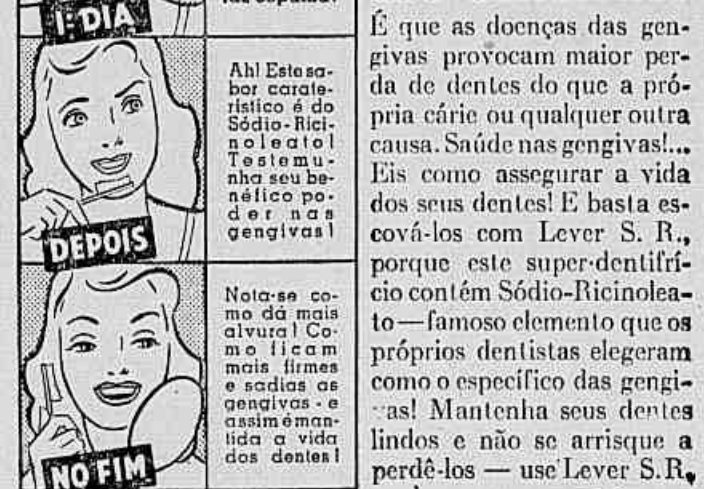 1º DIA
DEPOIS
Ah! Este sa-
bor carate-
rístico é do
Sódio-Rici-
noleato!
Testemu-
nha seu be-
néfico po-
der nas
gengivas!
NO FIM
Nota-se co-
mo dá mais
alvura! Co-
mo ficam
mais firmes
e sadias as
gengivas - e
assim é man-
tida a vida
dos dentes!
É que as doenças das gen-
givas provocam maior per-
da de dentes do que a pró-
pria cárie ou qualquer outra
causa. Saúde nas gengivas!...
Eis como assegurar a vida
dos seus dentes! E basta es-
cová-los com Lever S. R.,
porque este super-dentifrí-
cio contém Sódio-Ricinolea-
to—famoso elemento que os
próprios dentistas elegeram
como o específico das gengi-
vas! Mantenha seus dentes
lindos e não se arrisque a
perdê-los — use Lever S.R.